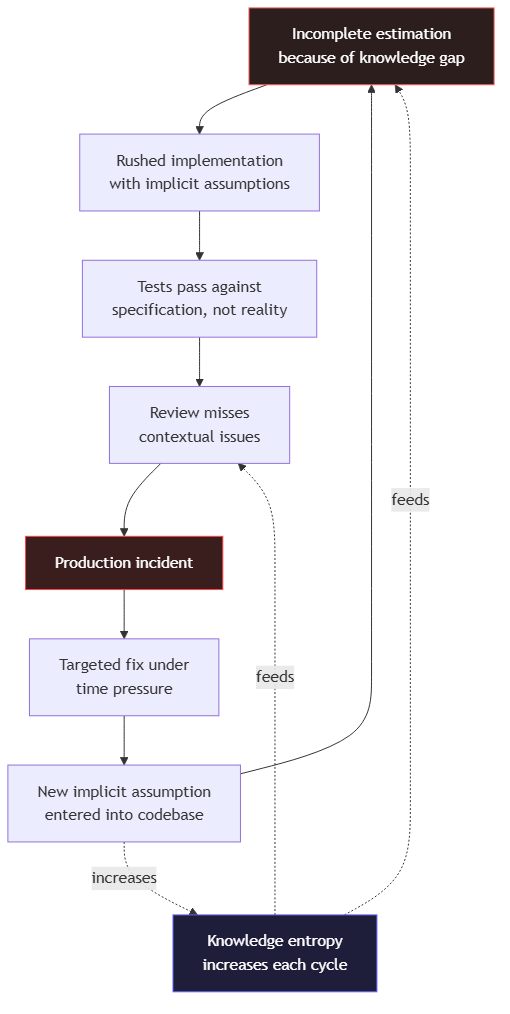 Incomplete estimation
because of knowledge gap
Rushed implementation
with implicit assumptions
Tests pass against
specification, not reality
Review misses
contextual issues
feeds
Production incident
Targeted fix under
time pressure
feeds
New implicit assumption
entered into codebase
increases
Knowledge entropy
increases each cycle